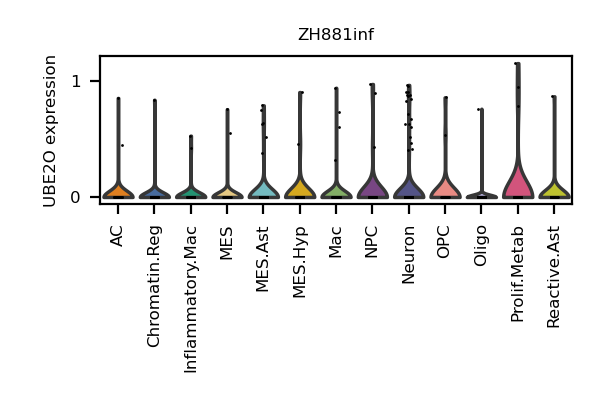 ZH881inf
UBE2O expression
1
0
AC
Chromatin.Reg
Inflammatory.Mac
MES
MES.Ast
MES.Hyp
Mac
NPC
Neuron
OPC
Oligo
Prolif.Metab
Reactive.Ast